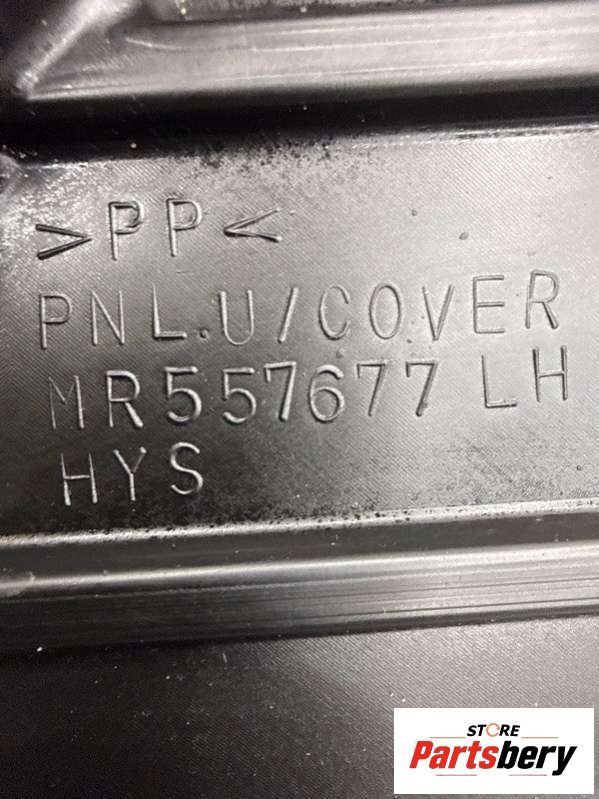 >PP<
PNL.U/COVER
MR557677 LH
HYS
STORE
Partsbery